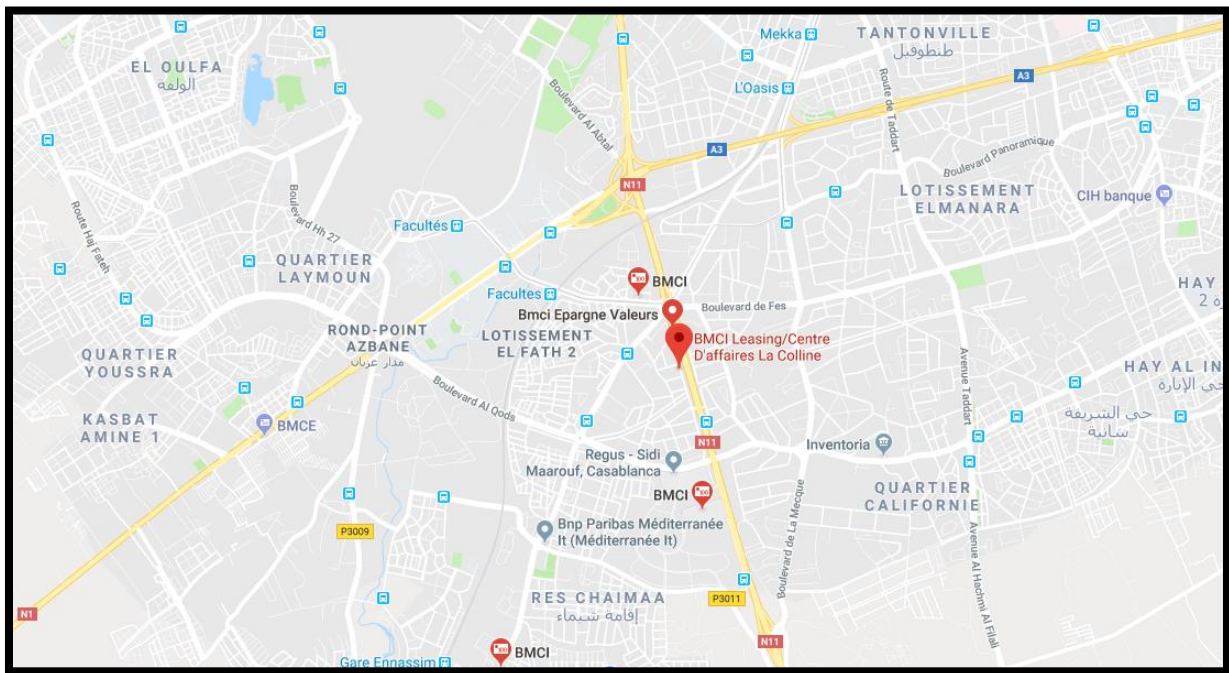 Mekka
TANTONVILLE
طنطوفيل
EL OULFA
الولفة
L'Oasis
A3
Boulevard Al Abtal
Route de Taddart
A3
Boulevard Panoramique
N11
LOTISSEMENT
ELMANARA
CIH banque
Route Haj Fateh
Boulevard Hh 27
Facultés
QUARTIER
LAYMOUN
BMCI
HAY
2 ة
Facultes
Boulevard de Fes
Bmci Epargne Valeurs
ROND-POINT
AZBANE
مدار عزبان
LOTISSEMENT
EL FATH 2
BMCI Leasing/Centre
D'affaires La Colline
QUARTIER
YOUSSRA
Avenue Taddart
HAY AL IN
حي الإنارة
Boulevard Al Qods
KASBAT
AMINE 1
BMCE
حي الشريفة
سانية
N11
Inventoria
Regus - Sidi
Maarouf, Casablanca
BMCI
QUARTIER
CALIFORNIE
Boulevard de La Mecque
Bnp Paribas Méditerranée
It (Méditerranée It)
P3009
Avenue Al Hachmi Al Filali
RES CHAIMAA
إقامة شيماء
P3011
N1
N11
BMCI
Gare Ennassim